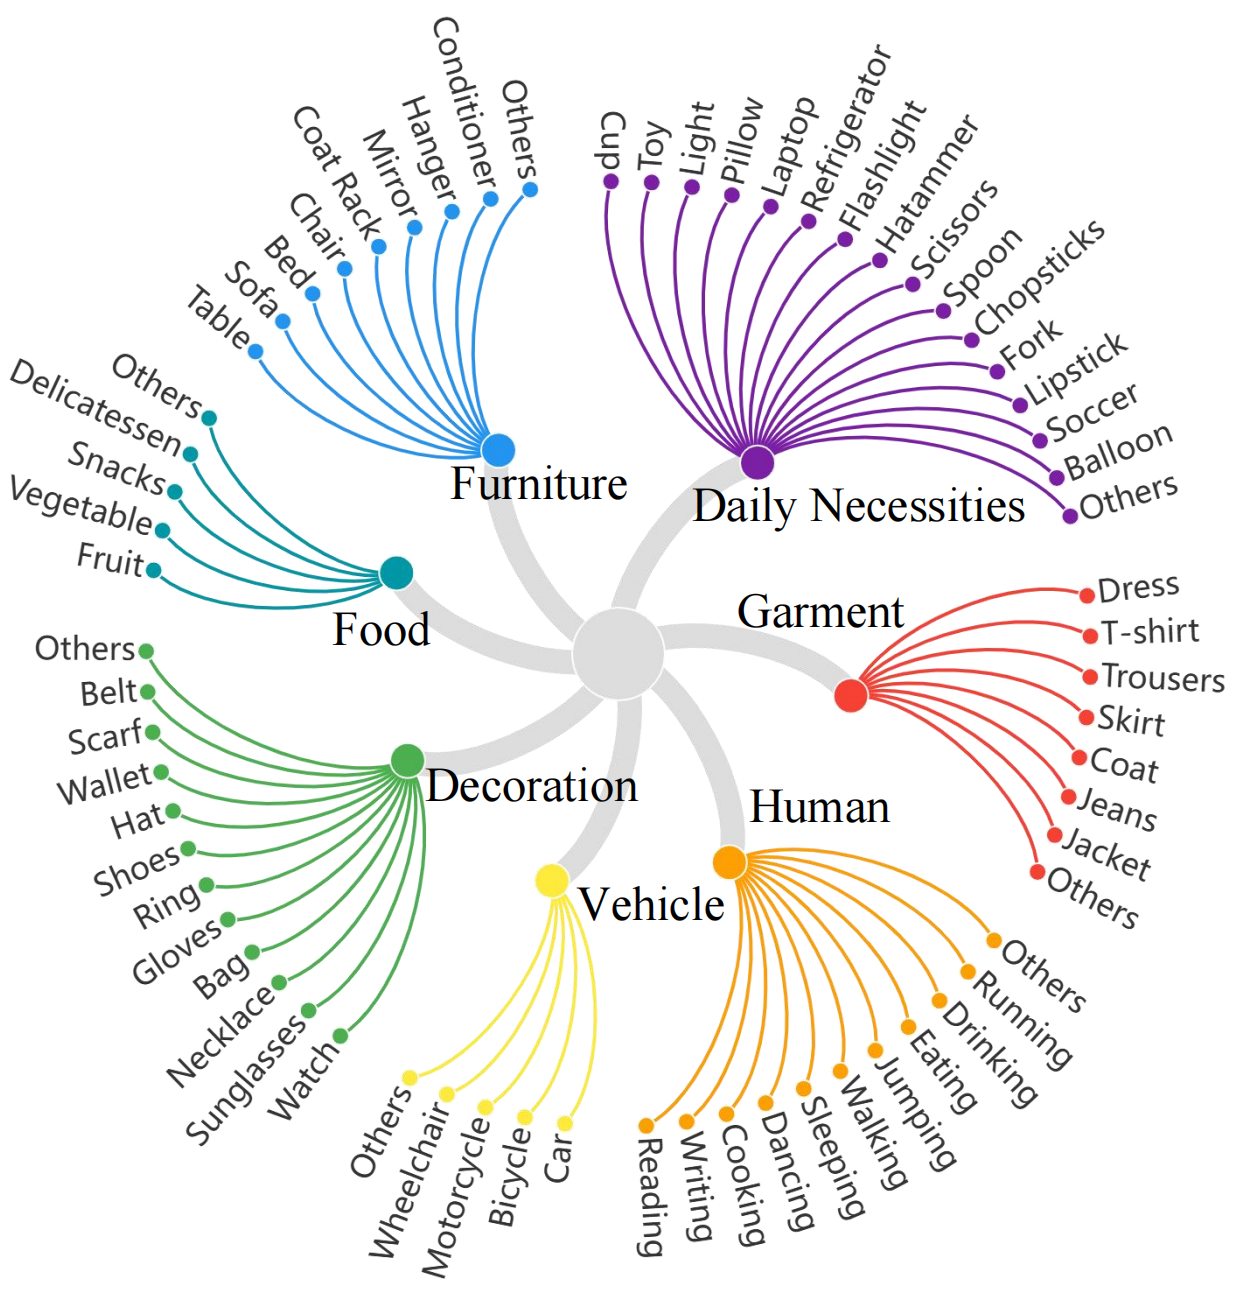 Furniture
Table
Sofa
Bed
Chair
Coat Rack
Mirror
Hanger
Conditioner
Others
Daily Necessities
Cup
Toy
Light
Pillow
Laptop
Refrigerator
Flashlight
Hatammer
Scissors
Spoon
Chopsticks
Fork
Lipstick
Soccer
Balloon
Others
Garment
Dress
T-shirt
Trousers
Skirt
Coat
Jeans
Jacket
Others
Human
Others
Running
Drinking
Eating
Jumping
Walking
Sleeping
Dancing
Cooking
Writing
Reading
Vehicle
Car
Bicycle
Motorcycle
Wheelchair
Others
Decoration
Watch
Sunglasses
Necklace
Bag
Gloves
Ring
Shoes
Hat
Wallet
Scarf
Belt
Others
Food
Fruit
Vegetable
Snacks
Delicatessen
Others